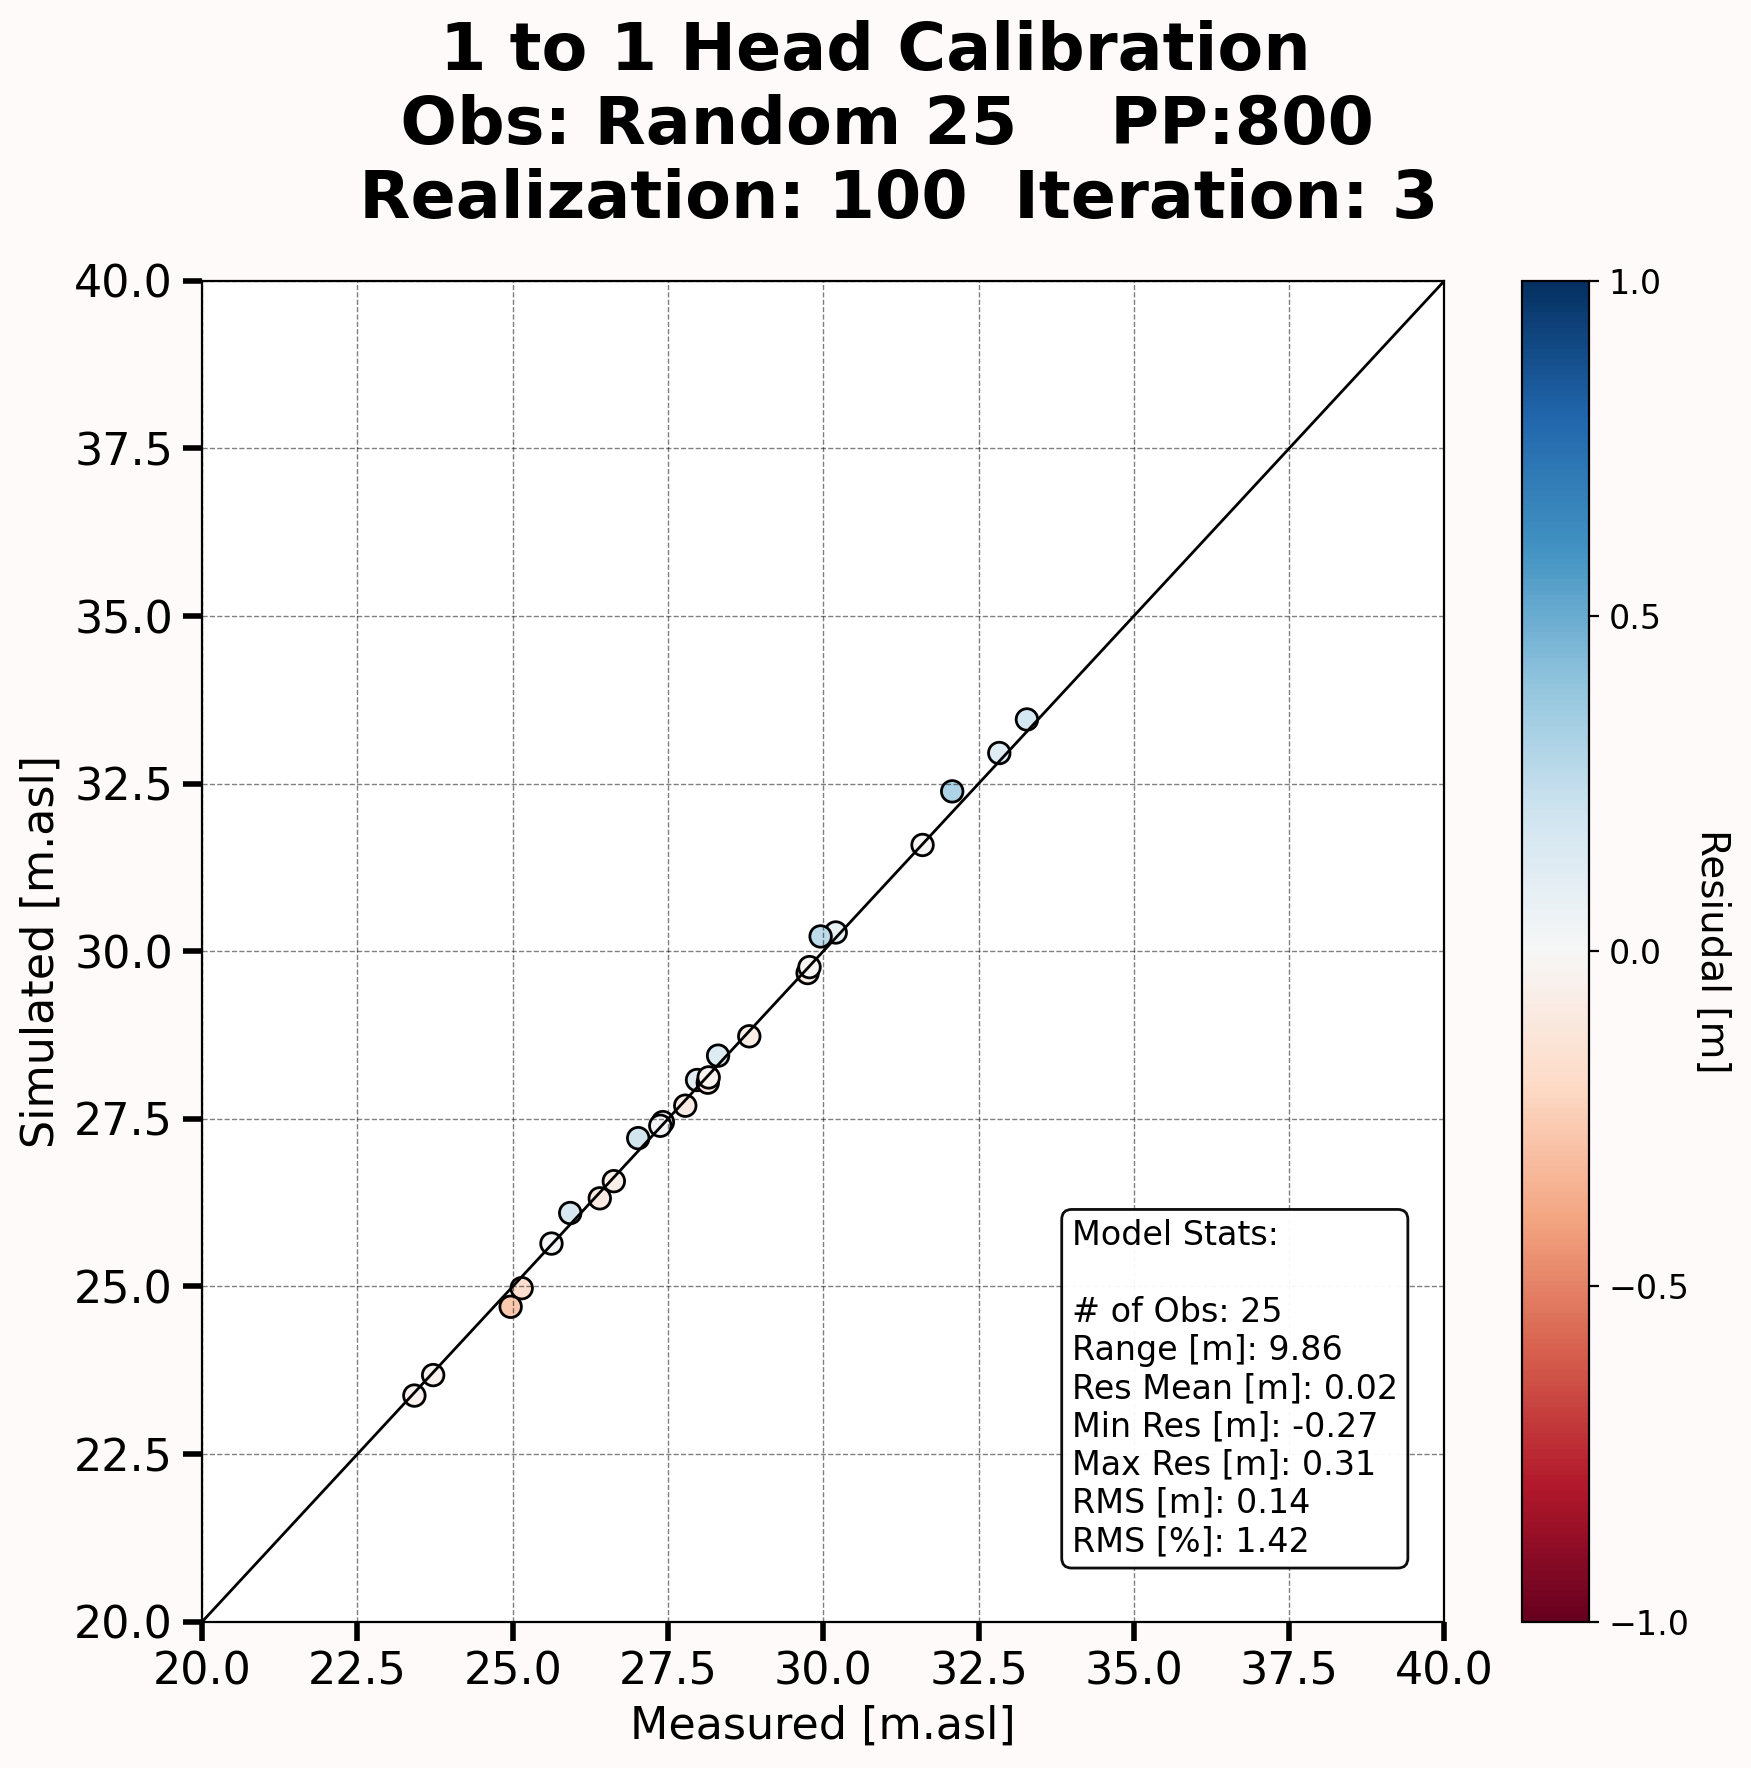 1 to 1 Head Calibration
Obs: Random 25    PP:800
Realization: 100  Iteration: 3
40.0
37.5
35.0
32.5
30.0
27.5
25.0
22.5
20.0
Simulated [m.asl]
20.0 22.5 25.0 27.5 30.0 32.5 35.0 37.5 40.0
Measured [m.asl]
Model Stats:
# of Obs: 25
Range [m]: 9.86
Res Mean [m]: 0.02
Min Res [m]: -0.27
Max Res [m]: 0.31
RMS [m]: 0.14
RMS [%]: 1.42
1.0
0.5
0.0
−0.5
−1.0
Resiudal [m]